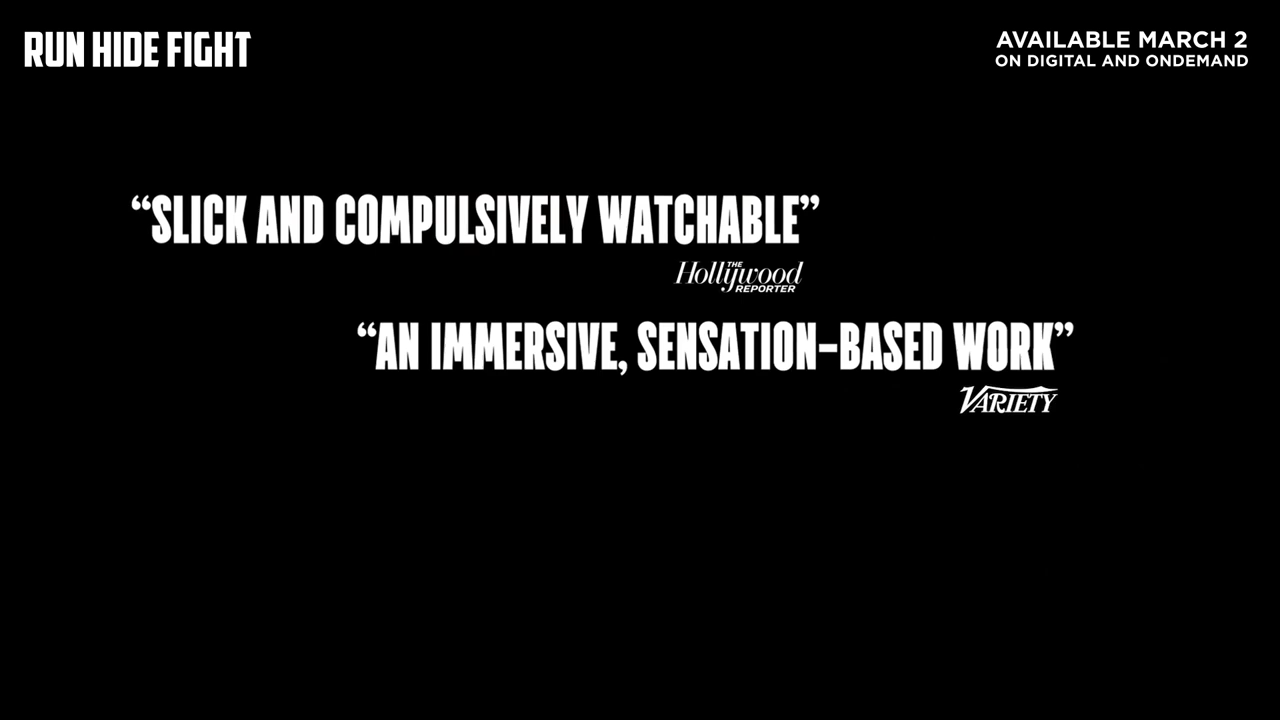 RUN HIDE FIGHT
AVAILABLE MARCH 2
ON DIGITAL AND ONDEMAND
“SLICK AND COMPULSIVELY WATCHABLE”
THE
Hollywood
REPORTER
“AN IMMERSIVE, SENSATION-BASED WORK”
VARIETY